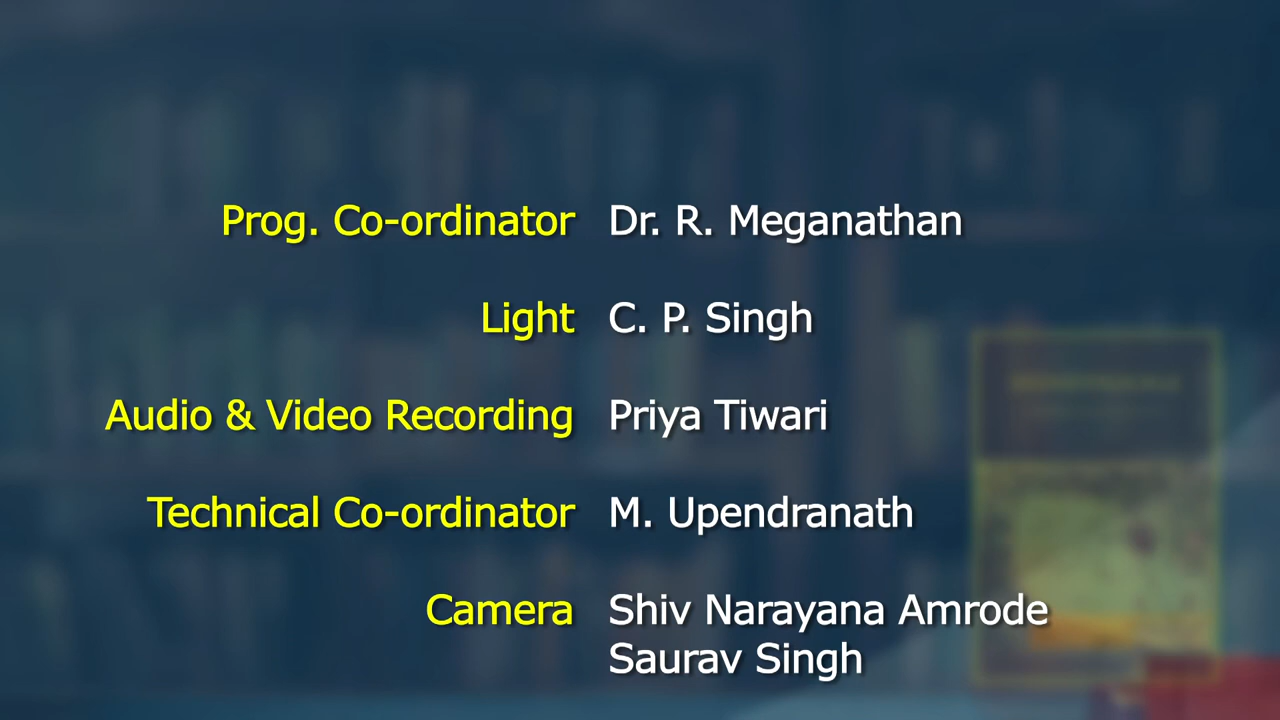 Prog. Co-ordinator Dr. R. Meganathan
Light C. P. Singh
Audio & Video Recording Priya Tiwari
Technical Co-ordinator M. Upendranath
Camera Shiv Narayana Amrode
Saurav Singh